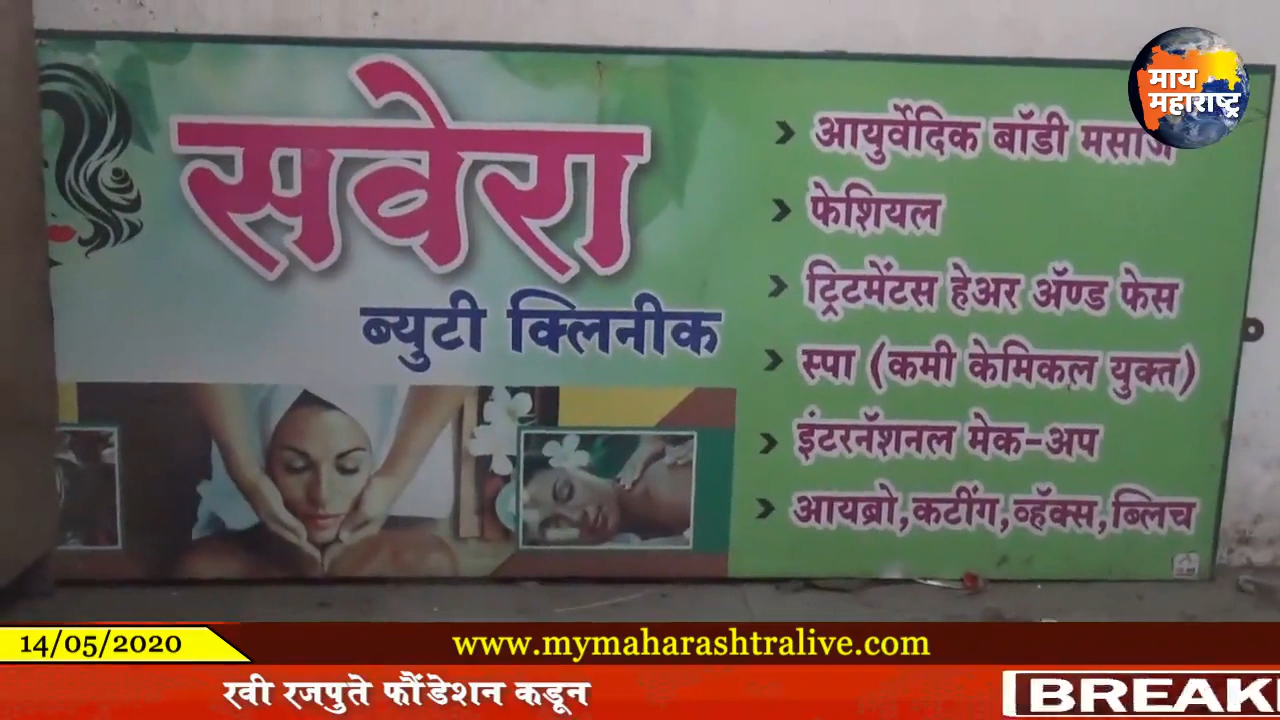 माय
महाराष्ट्र
सवेरा
ब्युटी क्लिनीक
आयुर्वेदिक बॉडी मसाज
फेशियल
ट्रिटमेंटस हेअर ॲण्ड फेस
स्पा (कमी केमिकल युक्त)
इंटरनॅशनल मेक-अप
आयब्रो,कटींग,व्हॅक्स,ब्लिच
14/05/2020
www.mymaharashtralive.com
रवी रजपुते फौंडेशन कडून
BREAK